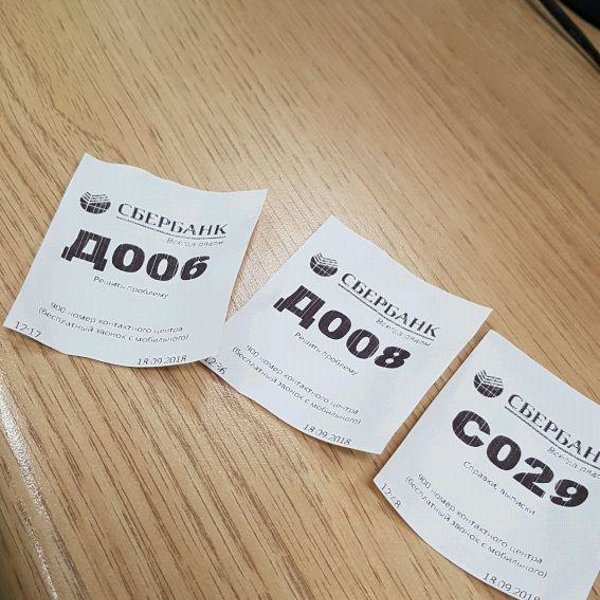 СБЕРБАНК
Всегда рядом
Д006
Решить проблему
900 номер контактного центра
(бесплатный звонок с мобильного)
12:17
18.09.2018
СБЕРБАНК
Всегда рядом
Д008
Решить проблему
900 номер контактного центра
(бесплатный звонок с мобильного)
18.09.2018
СБЕРБАНК
Всегда рядом
С029
Справки, выписки
900 номер контактного центра
(бесплатный звонок с мобильного)
18.09.2018